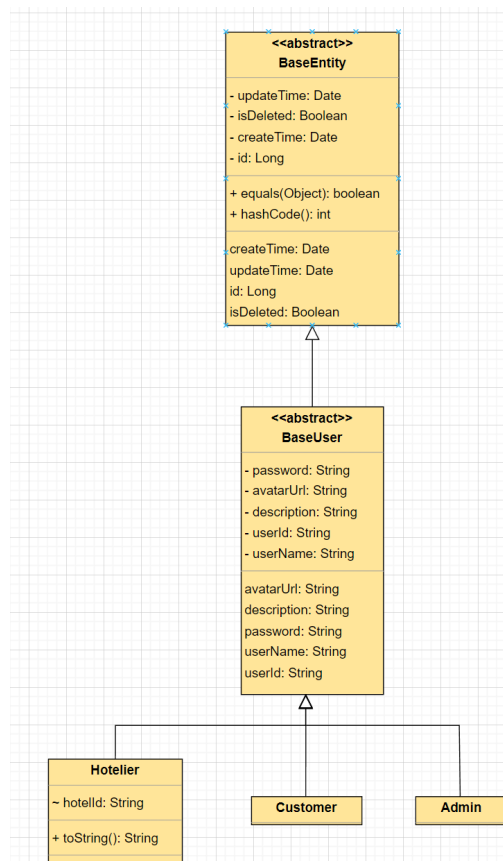 <<abstract>>
BaseEntity
- updateTime: Date
- isDeleted: Boolean
- createTime: Date
- id: Long
+ equals(Object): boolean
+ hashCode(): int
createTime: Date
updateTime: Date
id: Long
isDeleted: Boolean
<<abstract>>
BaseUser
- password: String
- avatarUrl: String
- description: String
- userId: String
- userName: String
avatarUrl: String
description: String
password: String
userName: String
userId: String
Hotelier
~ hotelId: String
+ toString(): String
Customer
Admin